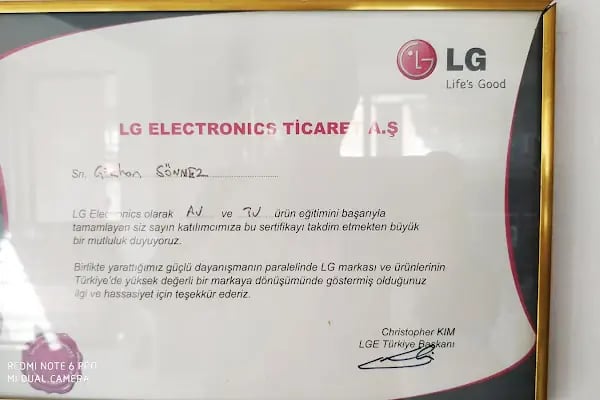 LG
Life's Good
LG ELECTRONICS TİCARET A.Ş
Sn. Gürhan SÖNMEZ
LG Electronics olarak AV ve TV ürün eğitimini başarıyla
tamamlayan siz sayın katılımcımıza bu sertifikayı takdim etmekten büyük
bir mutluluk duyuyoruz.
Birlikte yarattığımız güçlü dayanışmanın paralelinde LG markası ve ürünlerinin
Türkiye'de yüksek değerli bir markaya dönüşümünde göstermiş olduğunuz
ilgi ve hassasiyet için teşekkür ederiz.
Christopher KIM
LGE Türkiye Başkanı
REDMI NOTE 6 PRO
MI DUAL CAMERA